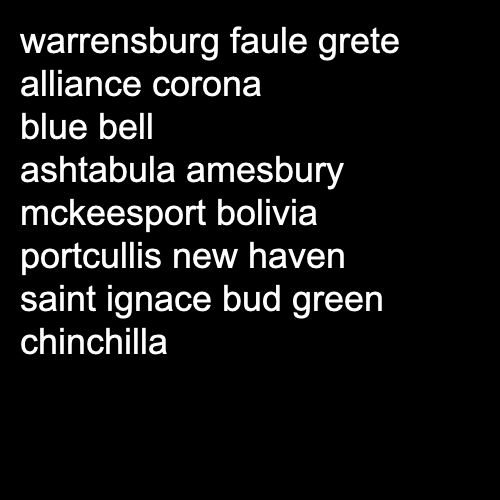 warrensburg faule grete
alliance corona
blue bell
ashtabula amesbury
mckeesport bolivia
portcullis new haven
saint ignace bud green
chinchilla